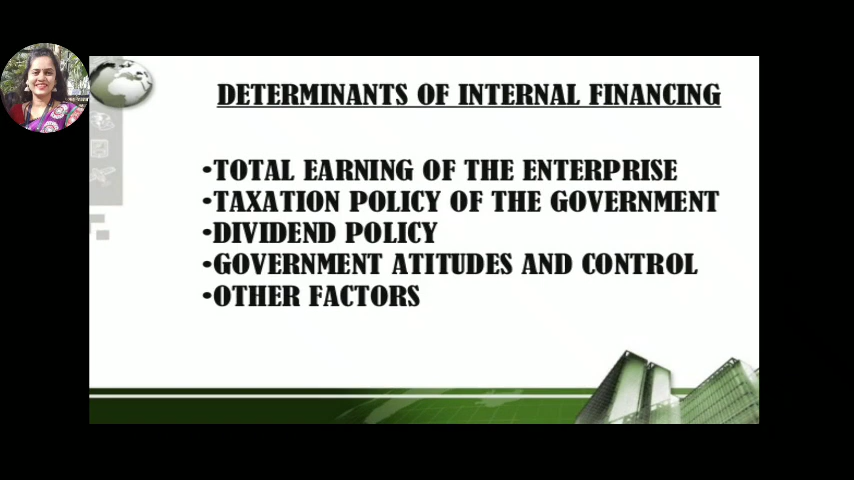 DETERMINANTS OF INTERNAL FINANCING
•TOTAL EARNING OF THE ENTERPRISE
•TAXATION POLICY OF THE GOVERNMENT
•DIVIDEND POLICY
•GOVERNMENT ATITUDES AND CONTROL
•OTHER FACTORS